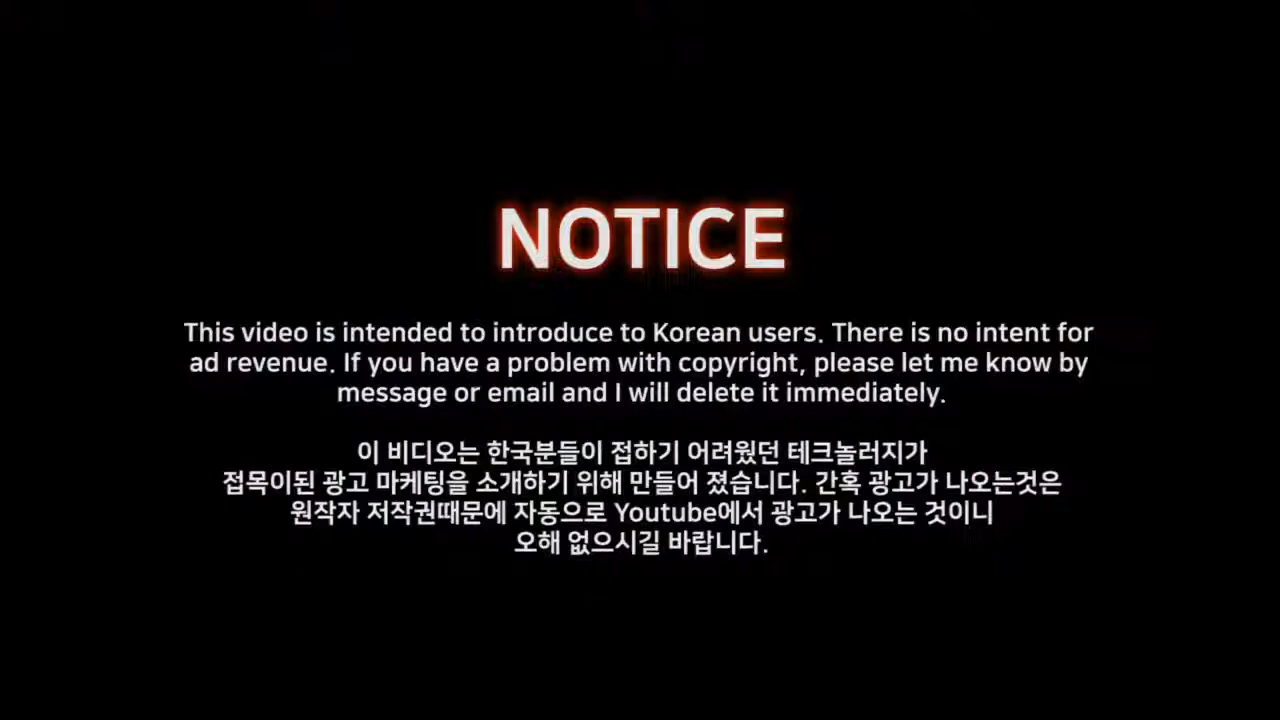 NOTICE
This video is intended to introduce to Korean users. There is no intent for
ad revenue. If you have a problem with copyright, please let me know by
message or email and I will delete it immediately.
이 비디오는 한국분들이 접하기 어려웠던 테크놀러지가
접목이된 광고 마케팅을 소개하기 위해 만들어 졌습니다. 간혹 광고가 나오는것은
원작자 저작권때문에 자동으로 Youtube에서 광고가 나오는 것이니
오해 없으시길 바랍니다.